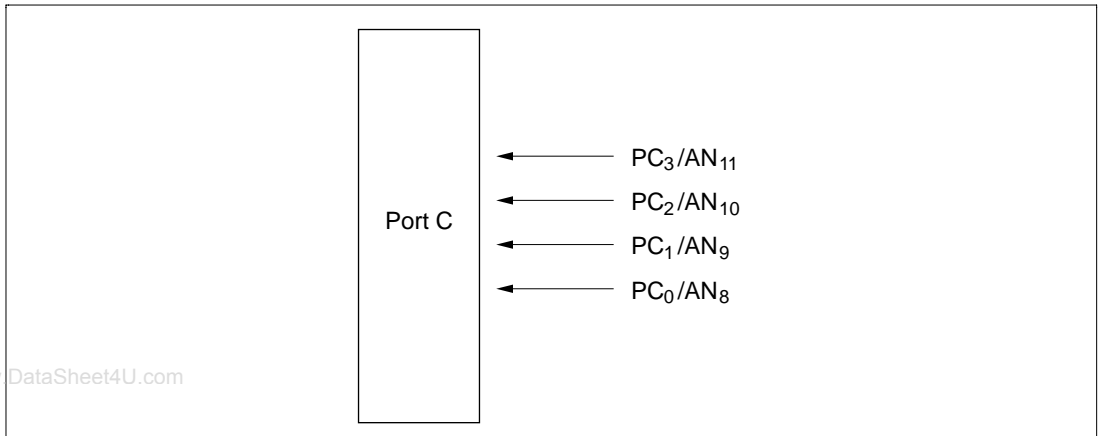 PC₃/AN₁₁
PC₂/AN₁₀
Port C
PC₁/AN₉
PC₀/AN₈
.DataSheet4U.com